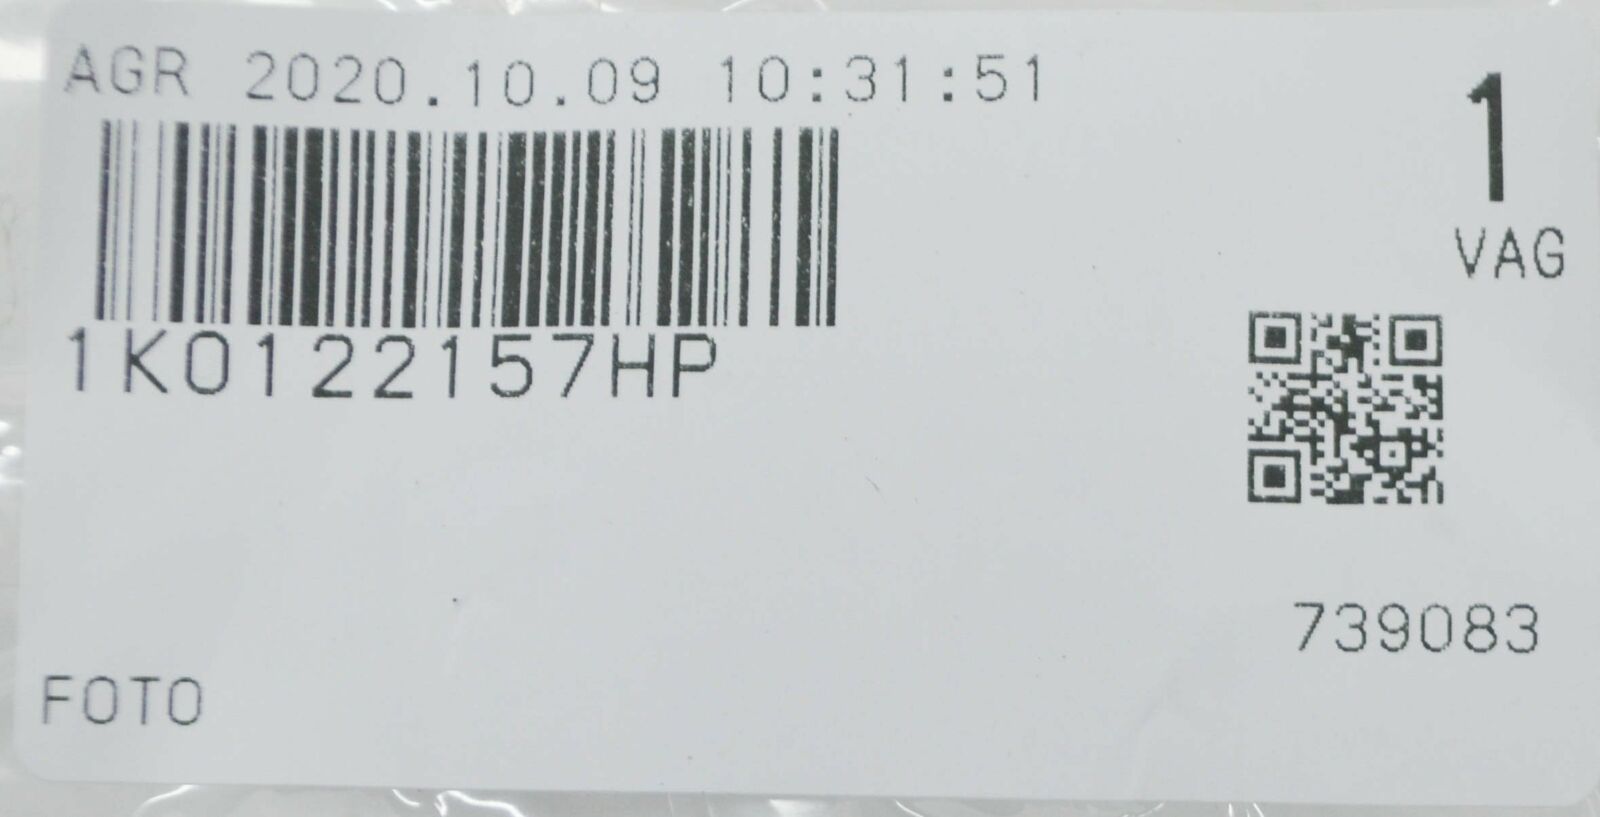 AGR 2020.10.09 10:31:51
1
VAG
1K0122157HP
739083
FOTO